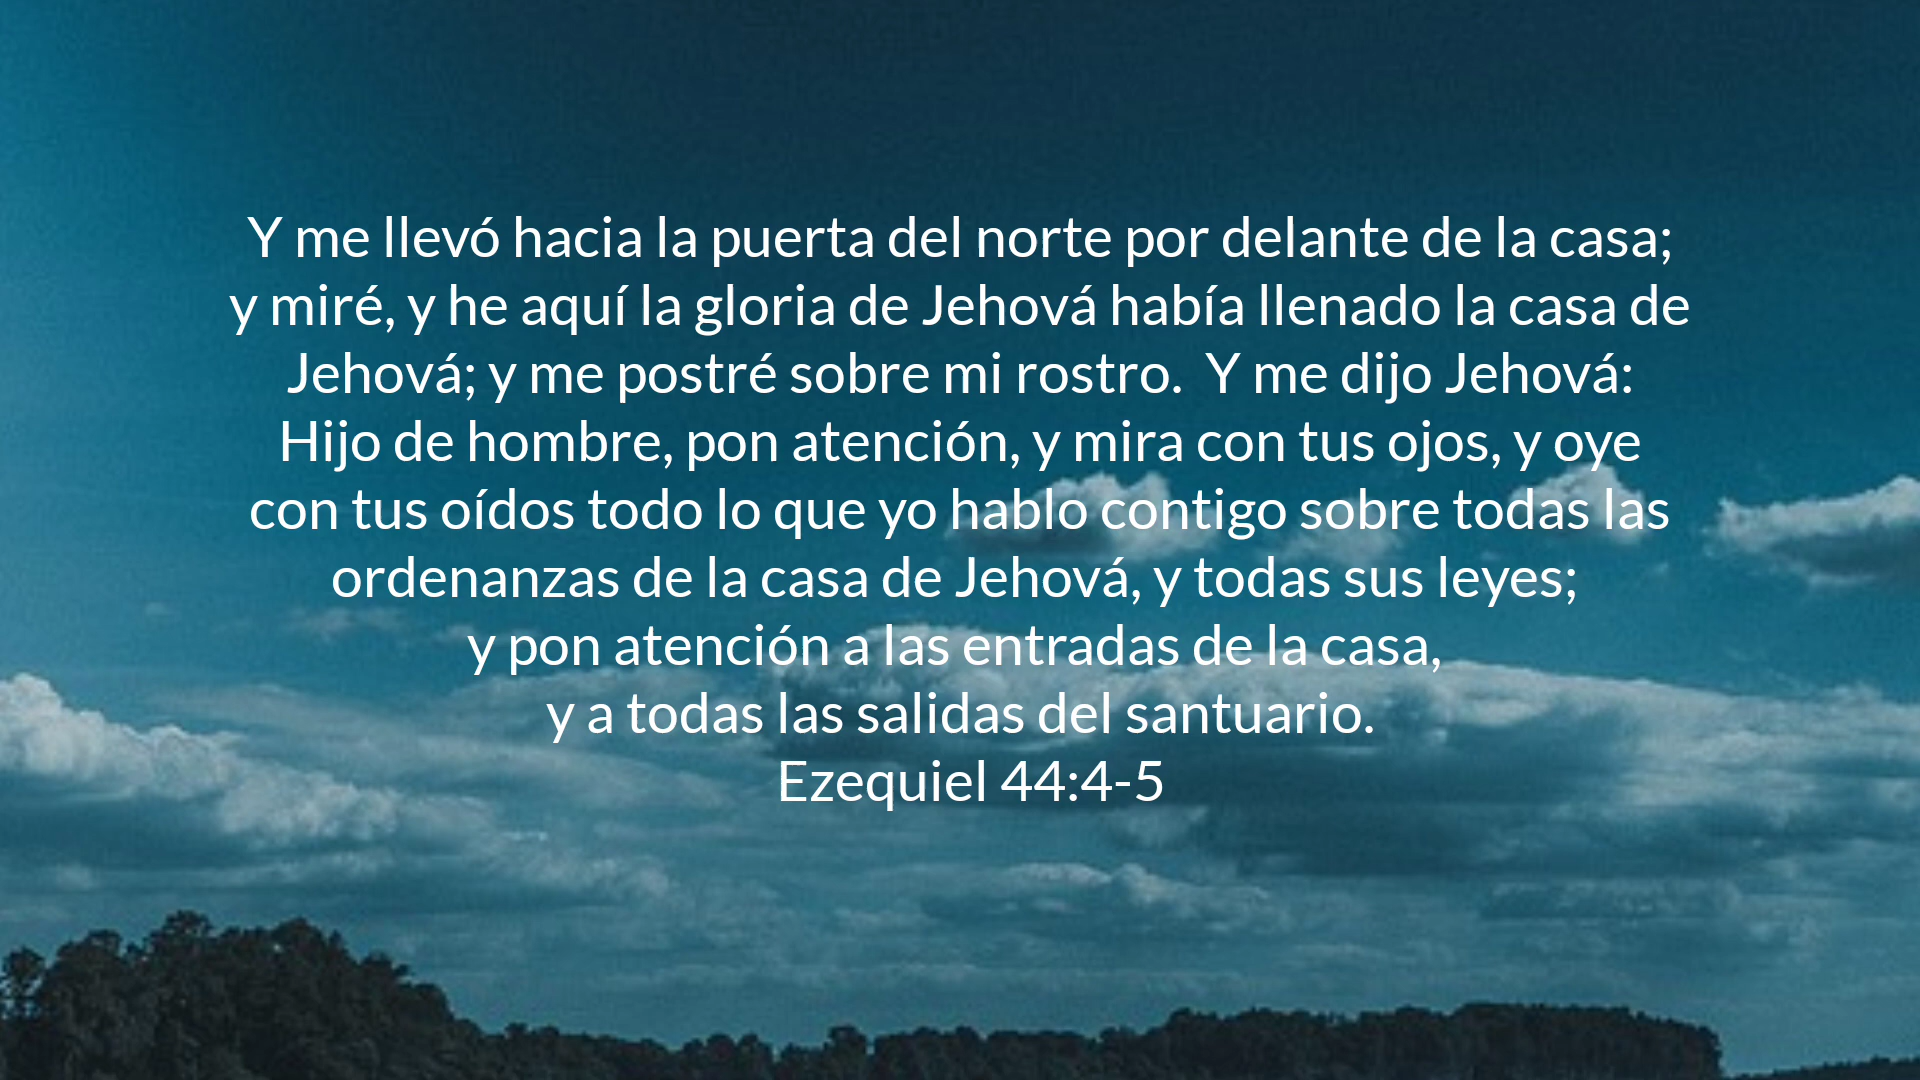 Y me llevó hacia la puerta del norte por delante de la casa;
y miré, y he aquí la gloria de Jehová había llenado la casa de
Jehová; y me postré sobre mi rostro.  Y me dijo Jehová:
Hijo de hombre, pon atención, y mira con tus ojos, y oye
con tus oídos todo lo que yo hablo contigo sobre todas las
ordenanzas de la casa de Jehová, y todas sus leyes;
y pon atención a las entradas de la casa,
y a todas las salidas del santuario.
Ezequiel 44:4-5